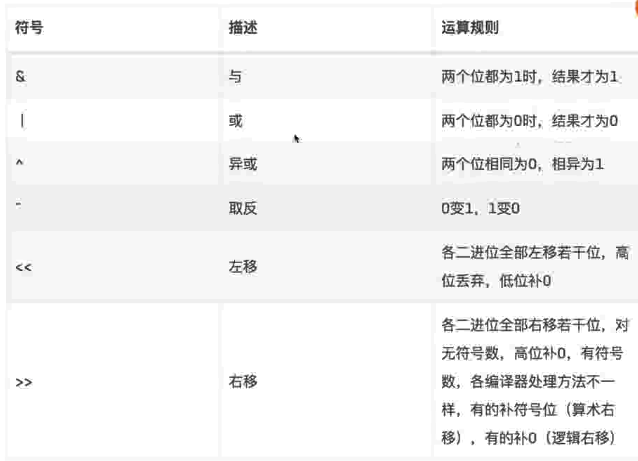 符号 描述 运算规则
& 与 两个位都为1时，结果才为1
| 或 两个位都为0时，结果才为0
^ 异或 两个位相同为0，相异为1
~ 取反 0变1，1变0
<< 左移 各二进位全部左移若干位，高
位丢弃，低位补0
>> 右移 各二进位全部右移若干位，对
无符号数，高位补0，有符号
数，各编译器处理方法不一
样，有的补符号位（算术右
移），有的补0（逻辑右移）